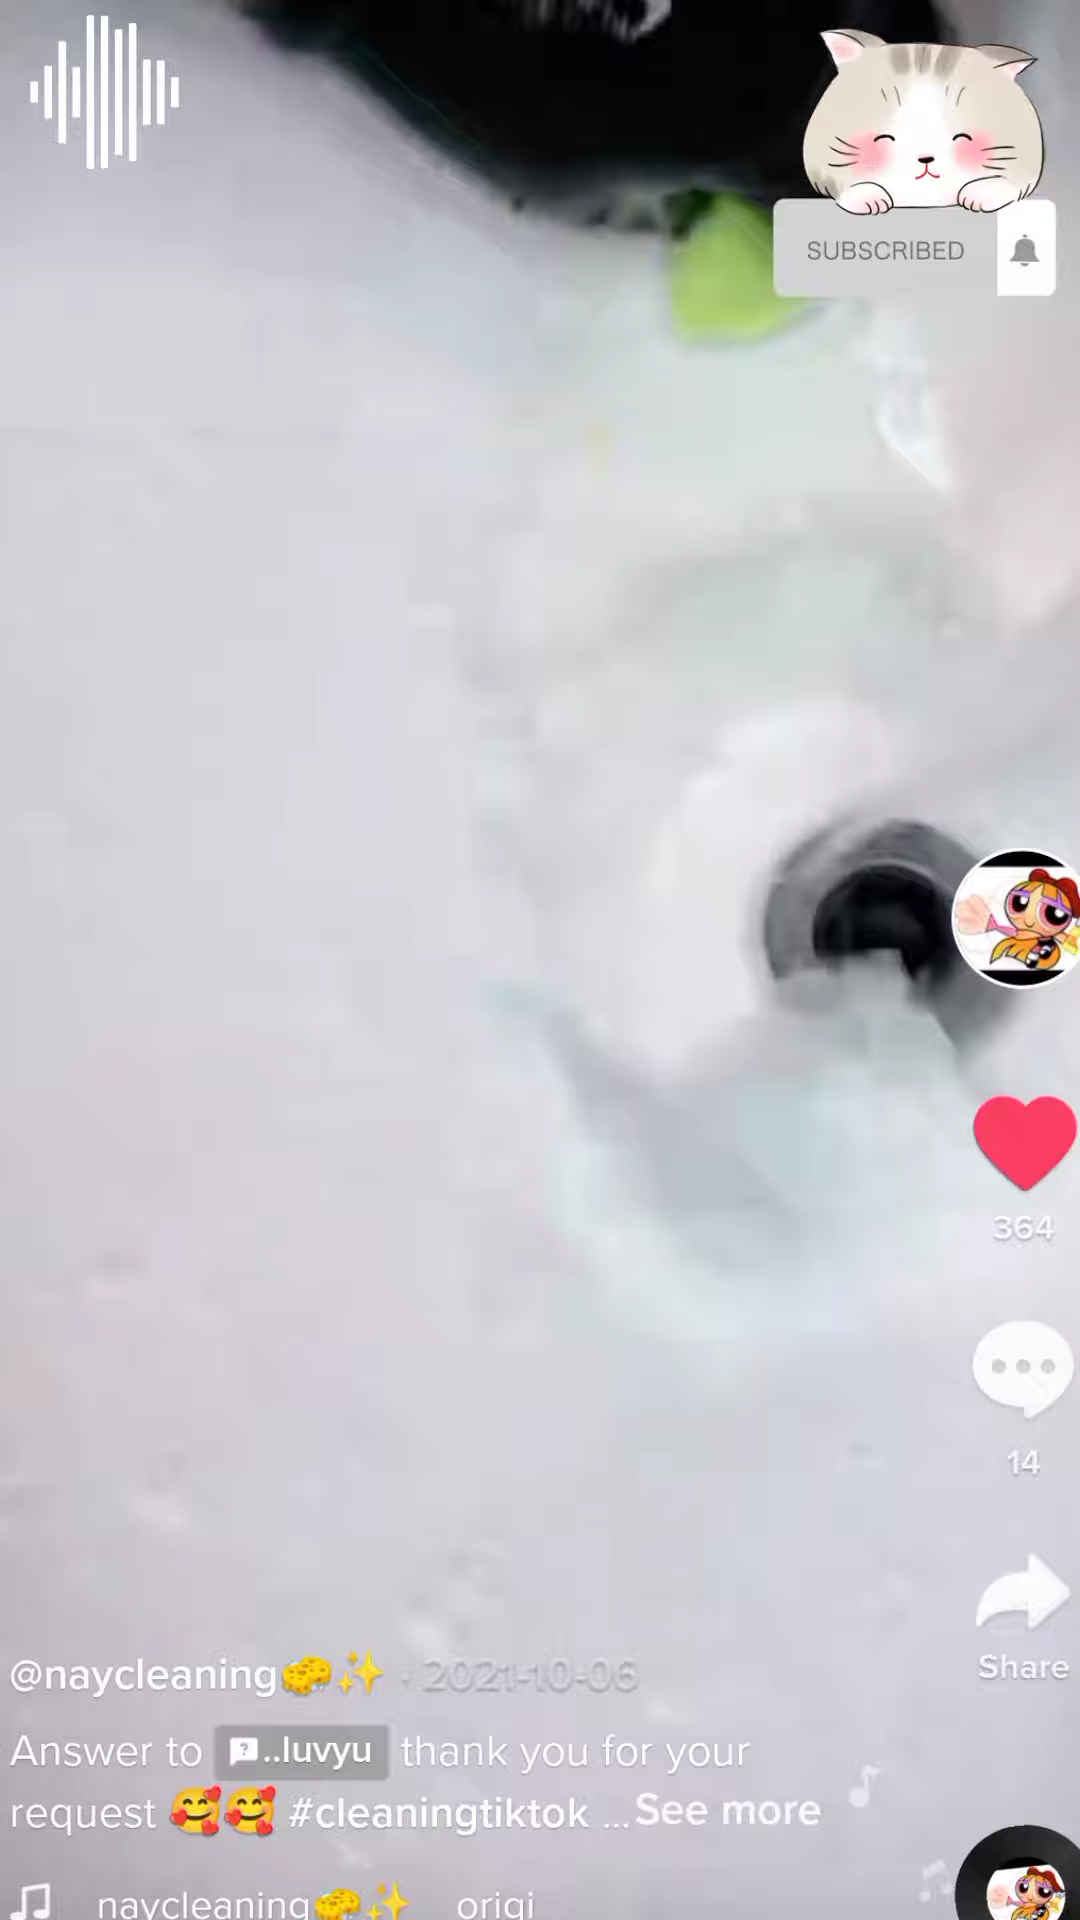 SUBSCRIBED
364
14
Share
@naycleaning🧽✨ · 2021-10-06
Answer to ..luvyu thank you for your
request 🥰🥰 #cleaningtiktok ... See more
naycleaning🧽✨ origi